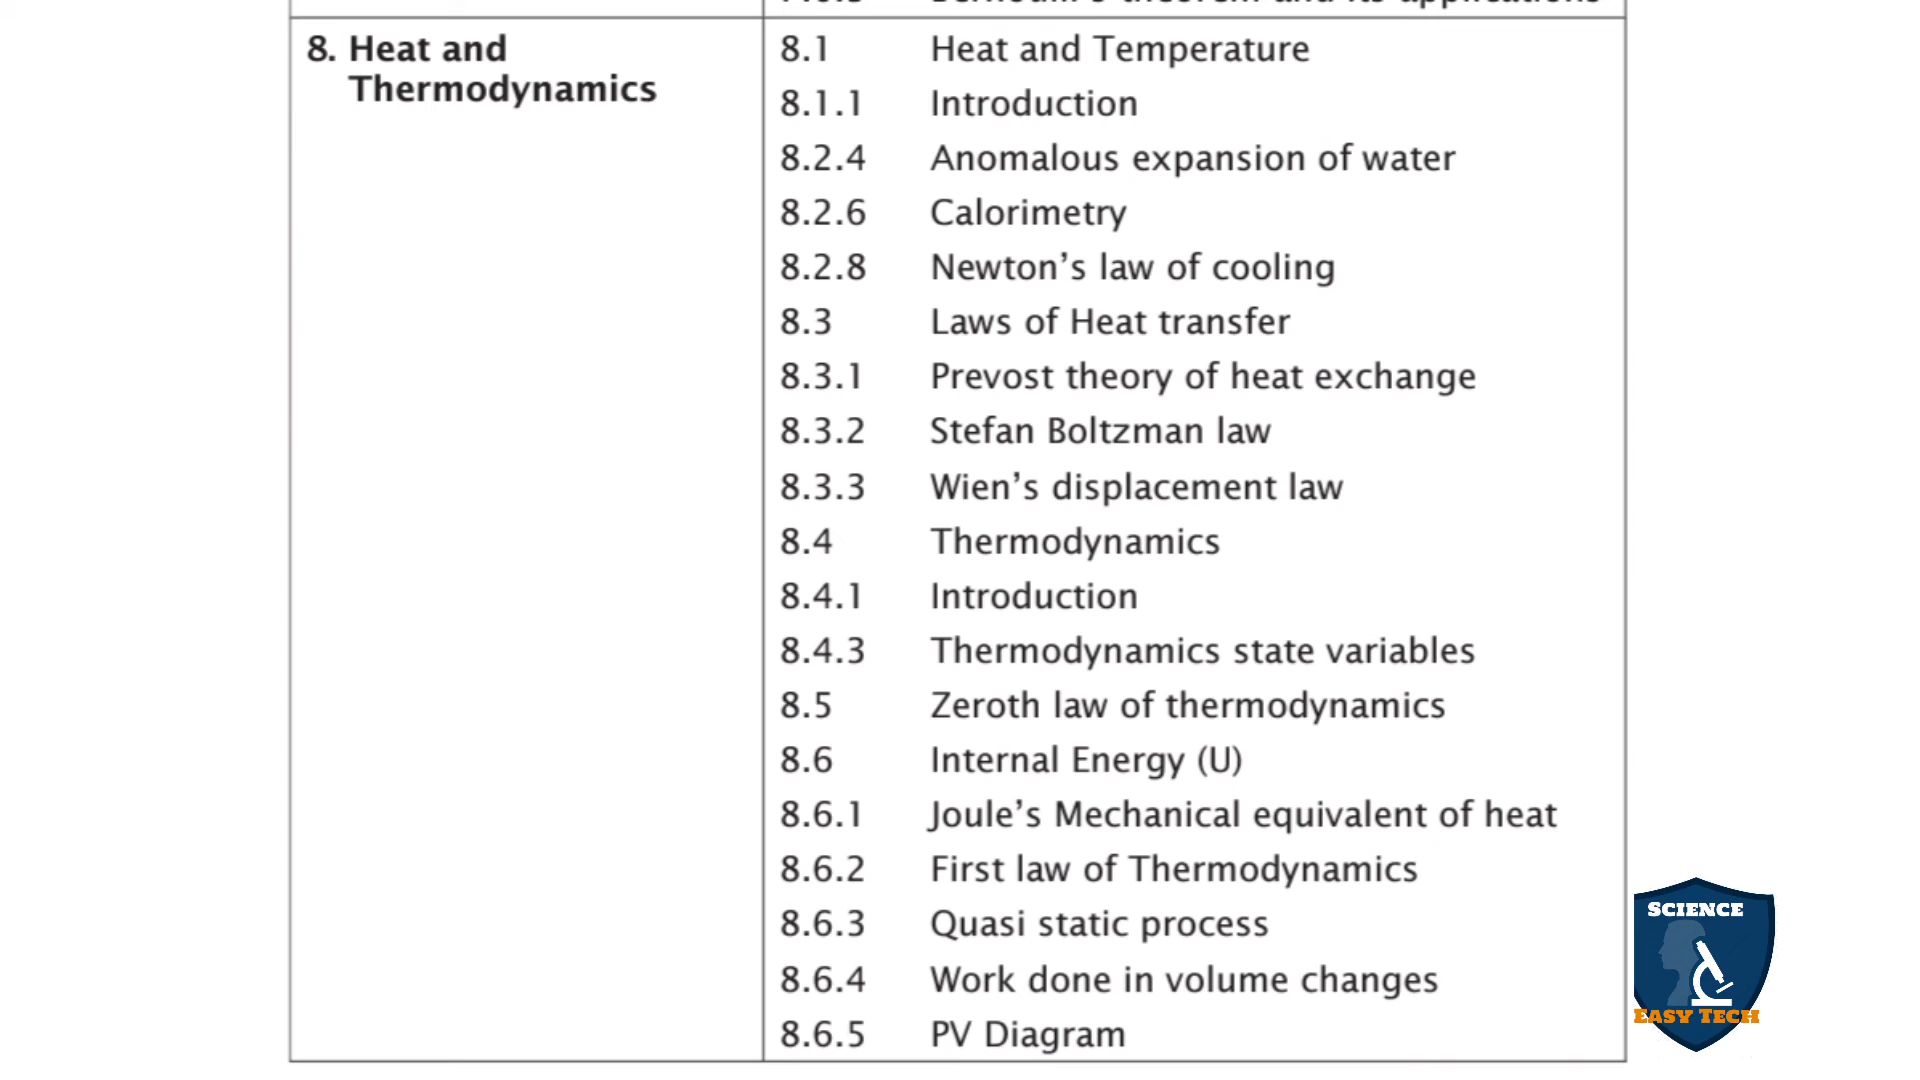 Bernoulli's theorem and its applications
8. Heat and
Thermodynamics
8.1 Heat and Temperature
8.1.1 Introduction
8.2.4 Anomalous expansion of water
8.2.6 Calorimetry
8.2.8 Newton's law of cooling
8.3 Laws of Heat transfer
8.3.1 Prevost theory of heat exchange
8.3.2 Stefan Boltzman law
8.3.3 Wien's displacement law
8.4 Thermodynamics
8.4.1 Introduction
8.4.3 Thermodynamics state variables
8.5 Zeroth law of thermodynamics
8.6 Internal Energy (U)
8.6.1 Joule's Mechanical equivalent of heat
8.6.2 First law of Thermodynamics
8.6.3 Quasi static process
8.6.4 Work done in volume changes
8.6.5 PV Diagram
SCIENCE
EASY TECH